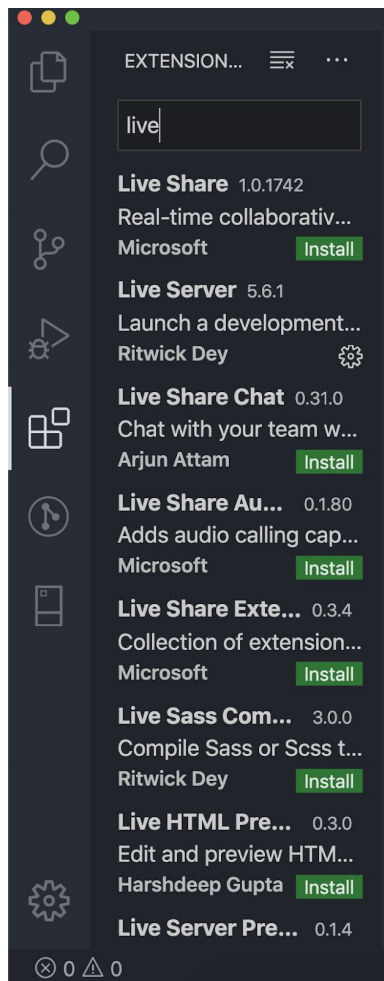 EXTENSION...
live
Live Share 1.0.1742
Real-time collaborativ...
Microsoft Install
Live Server 5.6.1
Launch a development...
Ritwick Dey
Live Share Chat 0.31.0
Chat with your team w...
Arjun Attam Install
Live Share Au... 0.1.80
Adds audio calling cap...
Microsoft Install
Live Share Exte... 0.3.4
Collection of extension...
Microsoft Install
Live Sass Com... 3.0.0
Compile Sass or Scss t...
Ritwick Dey Install
Live HTML Pre... 0.3.0
Edit and preview HTM...
Harshdeep Gupta Install
Live Server Pre... 0.1.4
0 0